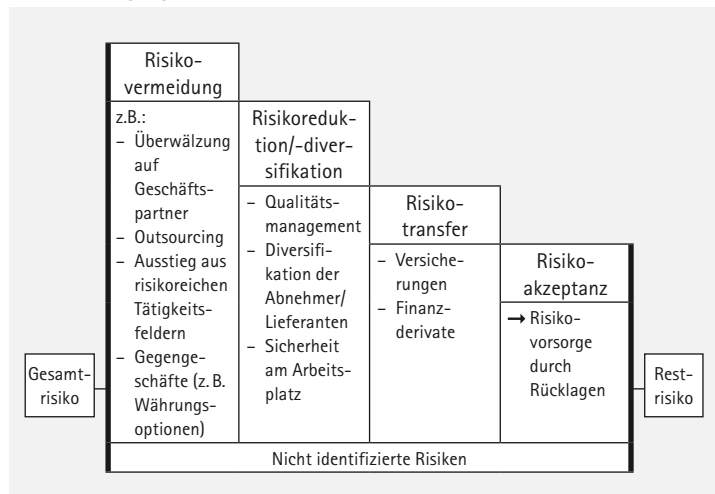 Risiko-
vermeidung
z.B.:
– Überwälzung
auf
Geschäfts-
partner
– Outsourcing
– Ausstieg aus
risikoreichen
Tätigkeits-
feldern
– Gegenge-
schäfte (z. B.
Währungs-
optionen)
Risikoreduk-
tion/-diver-
sifikation
– Qualitäts-
management
– Diversifi-
kation der
Abnehmer/
Lieferanten
– Sicherheit
am Arbeits-
platz
Risiko-
transfer
– Versiche-
rungen
– Finanz-
derivate
Risiko-
akzeptanz
→ Risiko-
vorsorge
durch
Rücklagen
Gesamt-
risiko
Rest-
risiko
Nicht identifizierte Risiken